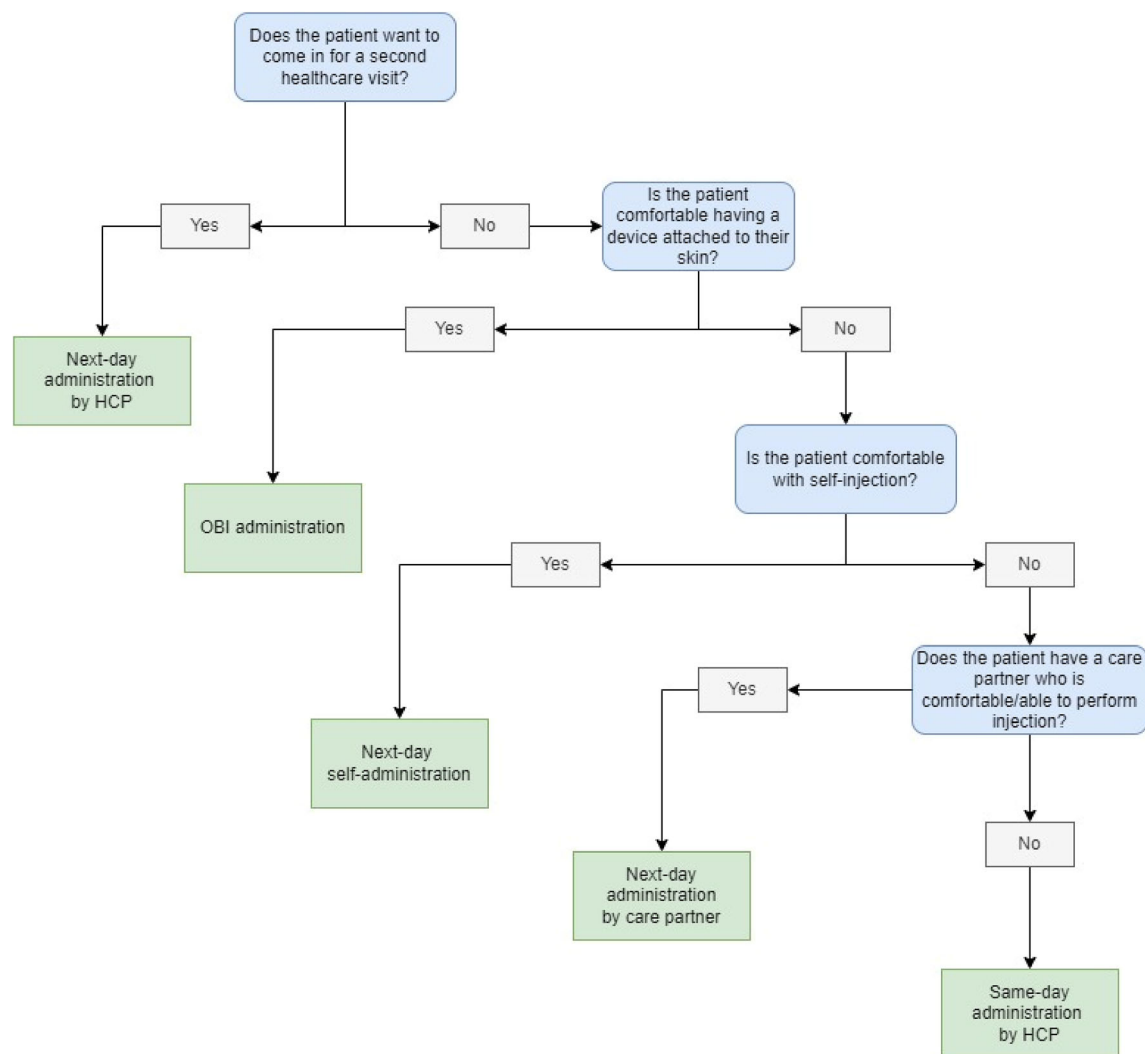 Does the patient want to
come in for a second
healthcare visit?
Yes
No
Is the patient
comfortable having a
device attached to their
skin?
Next-day
administration
by HCP
Yes
No
OBI administration
Is the patient comfortable
with self-injection?
Yes
No
Next-day
self-administration
Yes
Does the patient have a care
partner who is
comfortable/able to perform
injection?
Next-day
administration
by care partner
No
Same-day
administration
by HCP